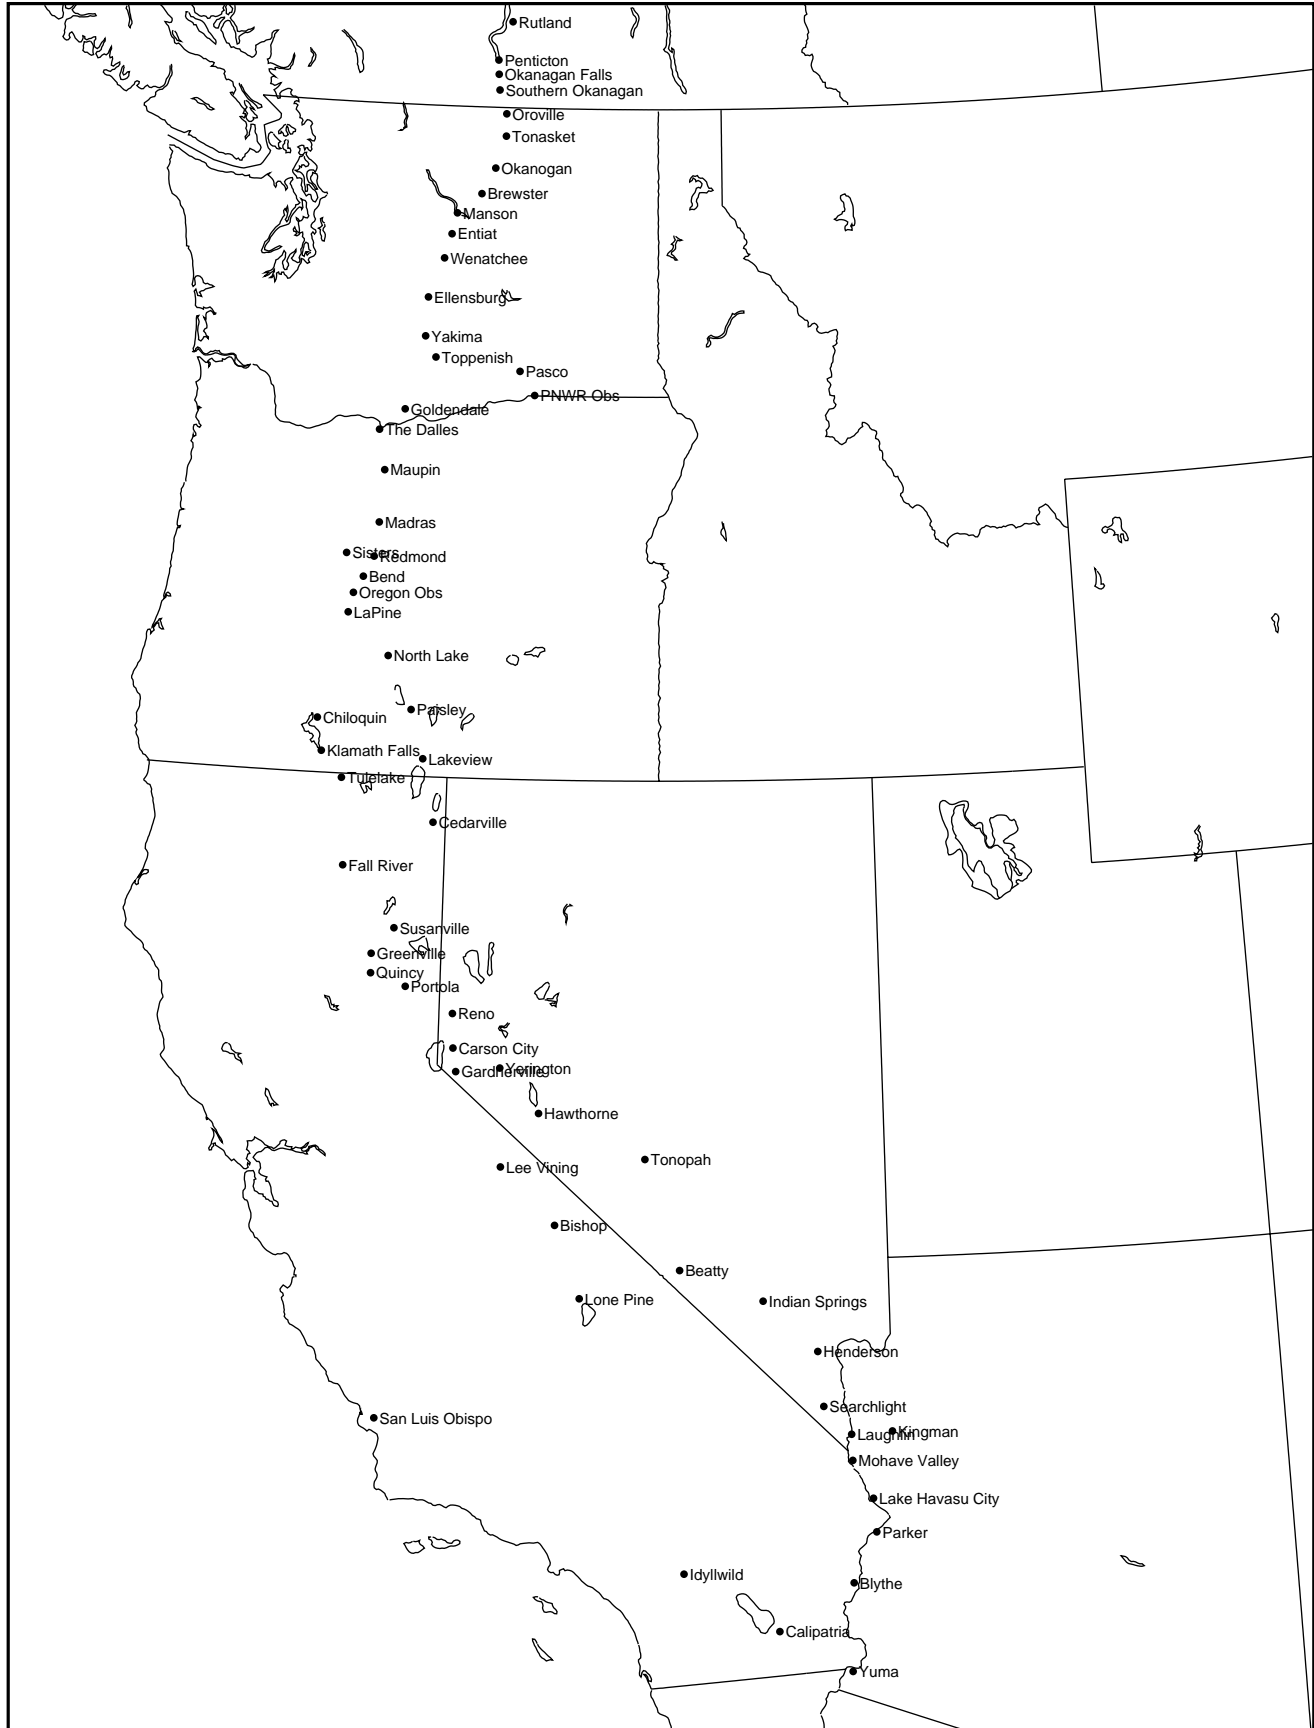 Rutland
Penticton
Okanagan Falls
Southern Okanagan
Oroville
Tonasket
Okanogan
Brewster
Manson
Entiat
Wenatchee
Ellensburg
Yakima
Toppenish
Pasco
PNWR Obs
Goldendale
The Dalles
Maupin
Madras
Sisters
Redmond
Bend
Oregon Obs
LaPine
North Lake
Paisley
Chiloquin
Klamath Falls
Lakeview
Tulelake
Cedarville
Fall River
Susanville
Greenville
Quincy
Portola
Reno
Carson City
Yerington
Gardnerville
Hawthorne
Tonopah
Lee Vining
Bishop
Beatty
Lone Pine
Indian Springs
Henderson
Searchlight
San Luis Obispo
Kingman
Laughlin
Mohave Valley
Lake Havasu City
Parker
Idyllwild
Blythe
Calipatria
Yuma